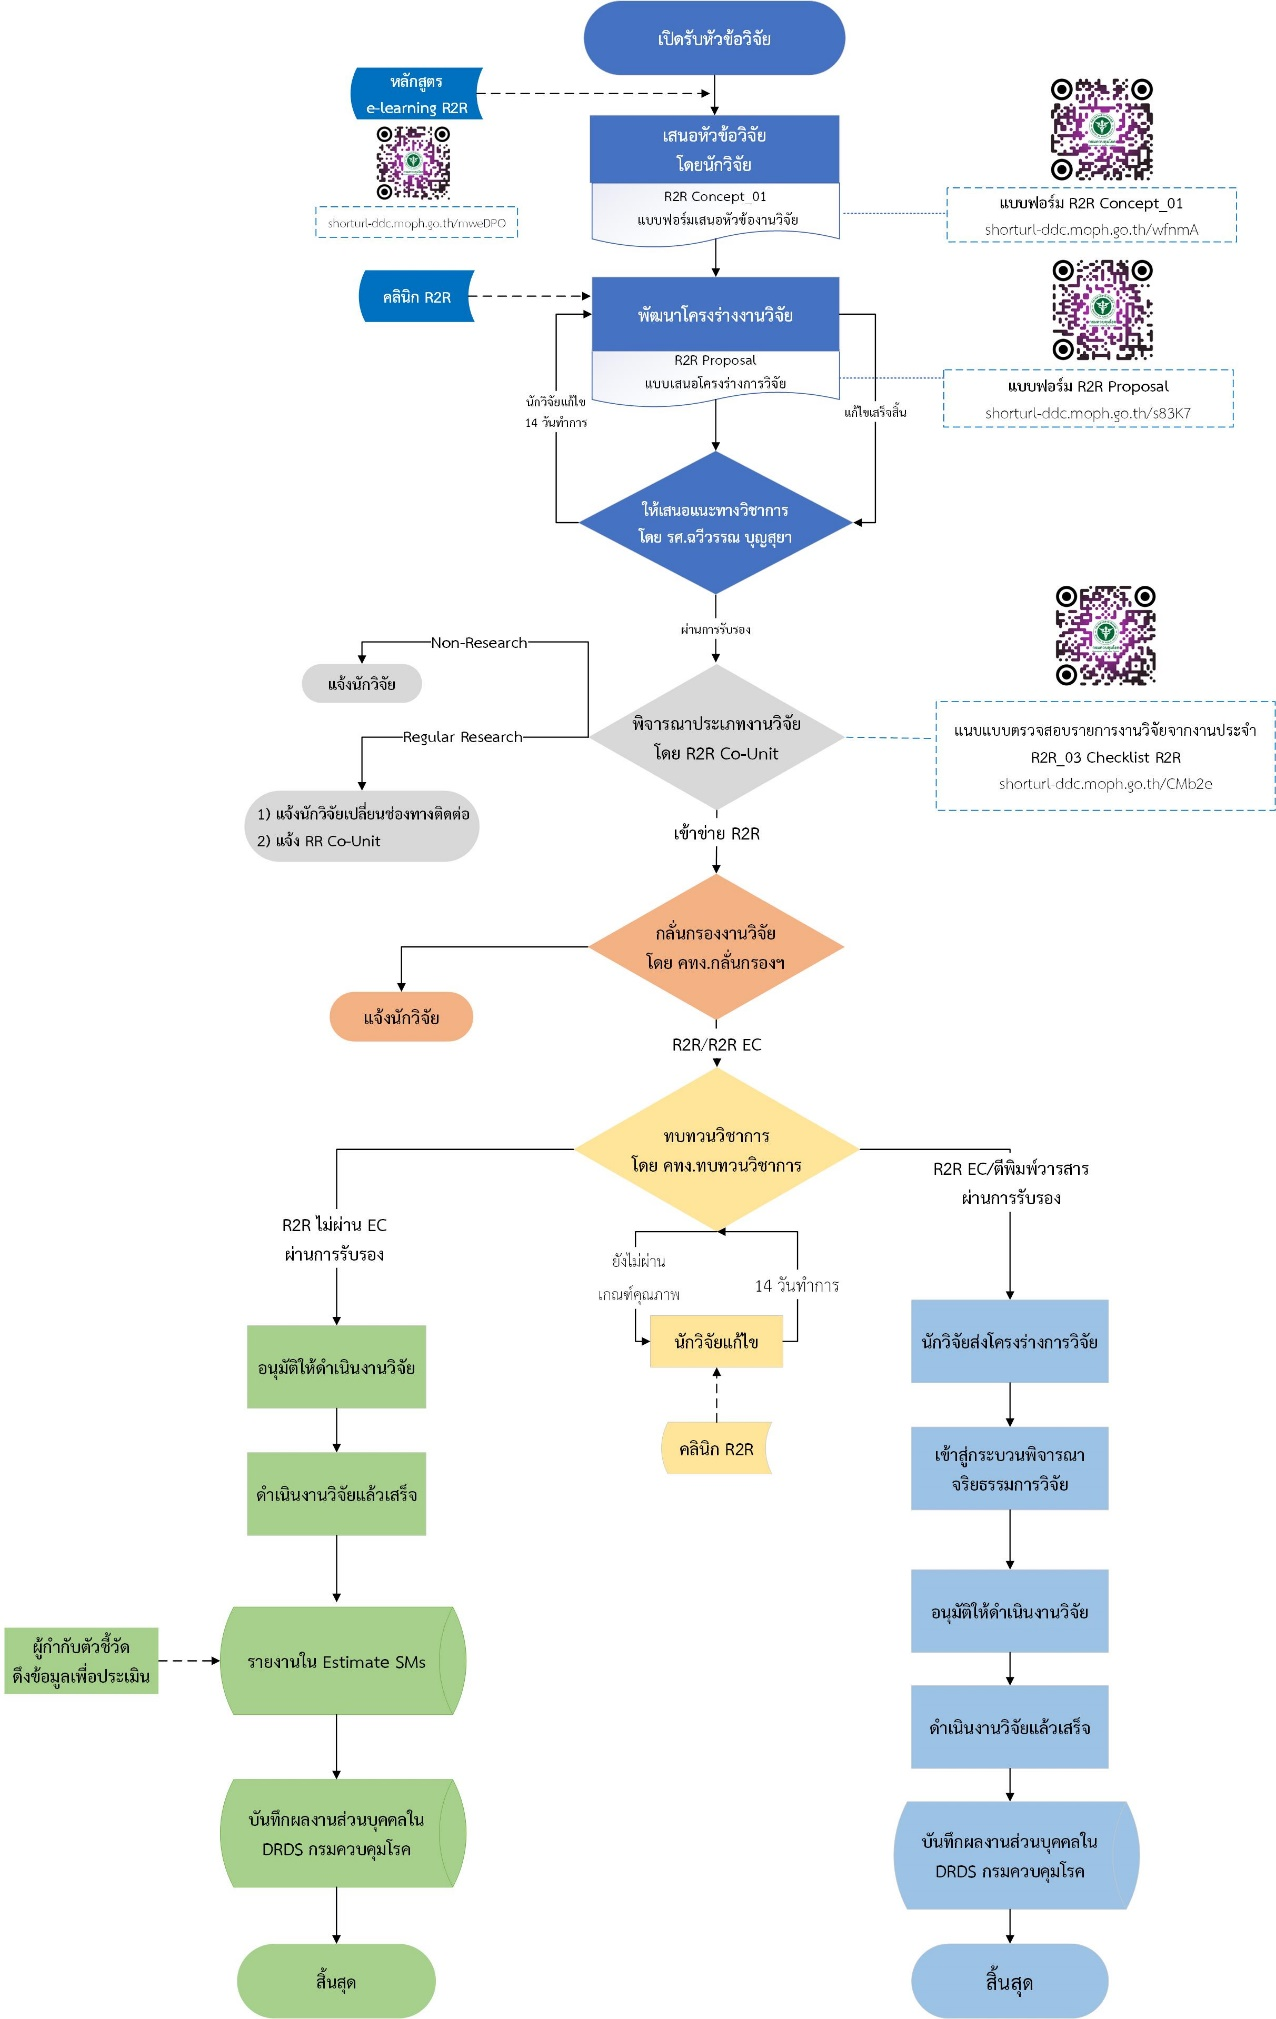 เปิดรับหัวข้อวิจัย
หลักสูตร
e-learning R2R
shorturl-ddc.moph.go.th/mweDPO
เสนอหัวข้อวิจัย
โดยนักวิจัย
R2R Concept_01
แบบฟอร์มเสนอหัวข้องานวิจัย
แบบฟอร์ม R2R Concept_01
shorturl-ddc.moph.go.th/wfnmA
คลินิก R2R
พัฒนาโครงร่างงานวิจัย
R2R Proposal
แบบเสนอโครงร่างการวิจัย
แบบฟอร์ม R2R Proposal
shorturl-ddc.moph.go.th/s83K7
นักวิจัยแก้ไข
14 วันทำการ
แก้ไขเสร็จสิ้น
ให้เสนอแนะทางวิชาการ
โดย รศ.ฉวีวรรณ บุญสุยา
ผ่านการรับรอง
Non-Research
แจ้งนักวิจัย
Regular Research
1) แจ้งนักวิจัยเปลี่ยนช่องทางติดต่อ
2) แจ้ง RR Co-Unit
พิจารณาประเภทงานวิจัย
โดย R2R Co-Unit
แนบแบบตรวจสอบรายการงานวิจัยจากงานประจำ
R2R_03 Checklist R2R
shorturl-ddc.moph.go.th/CMb2e
เข้าข่าย R2R
กลั่นกรองงานวิจัย
โดย คทง.กลั่นกรองฯ
แจ้งนักวิจัย
R2R/R2R EC
ทบทวนวิชาการ
โดย คทง.ทบทวนวิชาการ
R2R ไม่ผ่าน EC
ผ่านการรับรอง
R2R EC/ตีพิมพ์วารสาร
ผ่านการรับรอง
ยังไม่ผ่าน
เกณฑ์คุณภาพ
14 วันทำการ
นักวิจัยแก้ไข
คลินิก R2R
อนุมัติให้ดำเนินงานวิจัย
ดำเนินงานวิจัยแล้วเสร็จ
ผู้กำกับตัวชี้วัด
ดึงข้อมูลเพื่อประเมิน
รายงานใน Estimate SMs
บันทึกผลงานส่วนบุคคลใน
DRDS กรมควบคุมโรค
สิ้นสุด
นักวิจัยส่งโครงร่างการวิจัย
เข้าสู่กระบวนพิจารณา
จริยธรรมการวิจัย
อนุมัติให้ดำเนินงานวิจัย
ดำเนินงานวิจัยแล้วเสร็จ
บันทึกผลงานส่วนบุคคลใน
DRDS กรมควบคุมโรค
สิ้นสุด